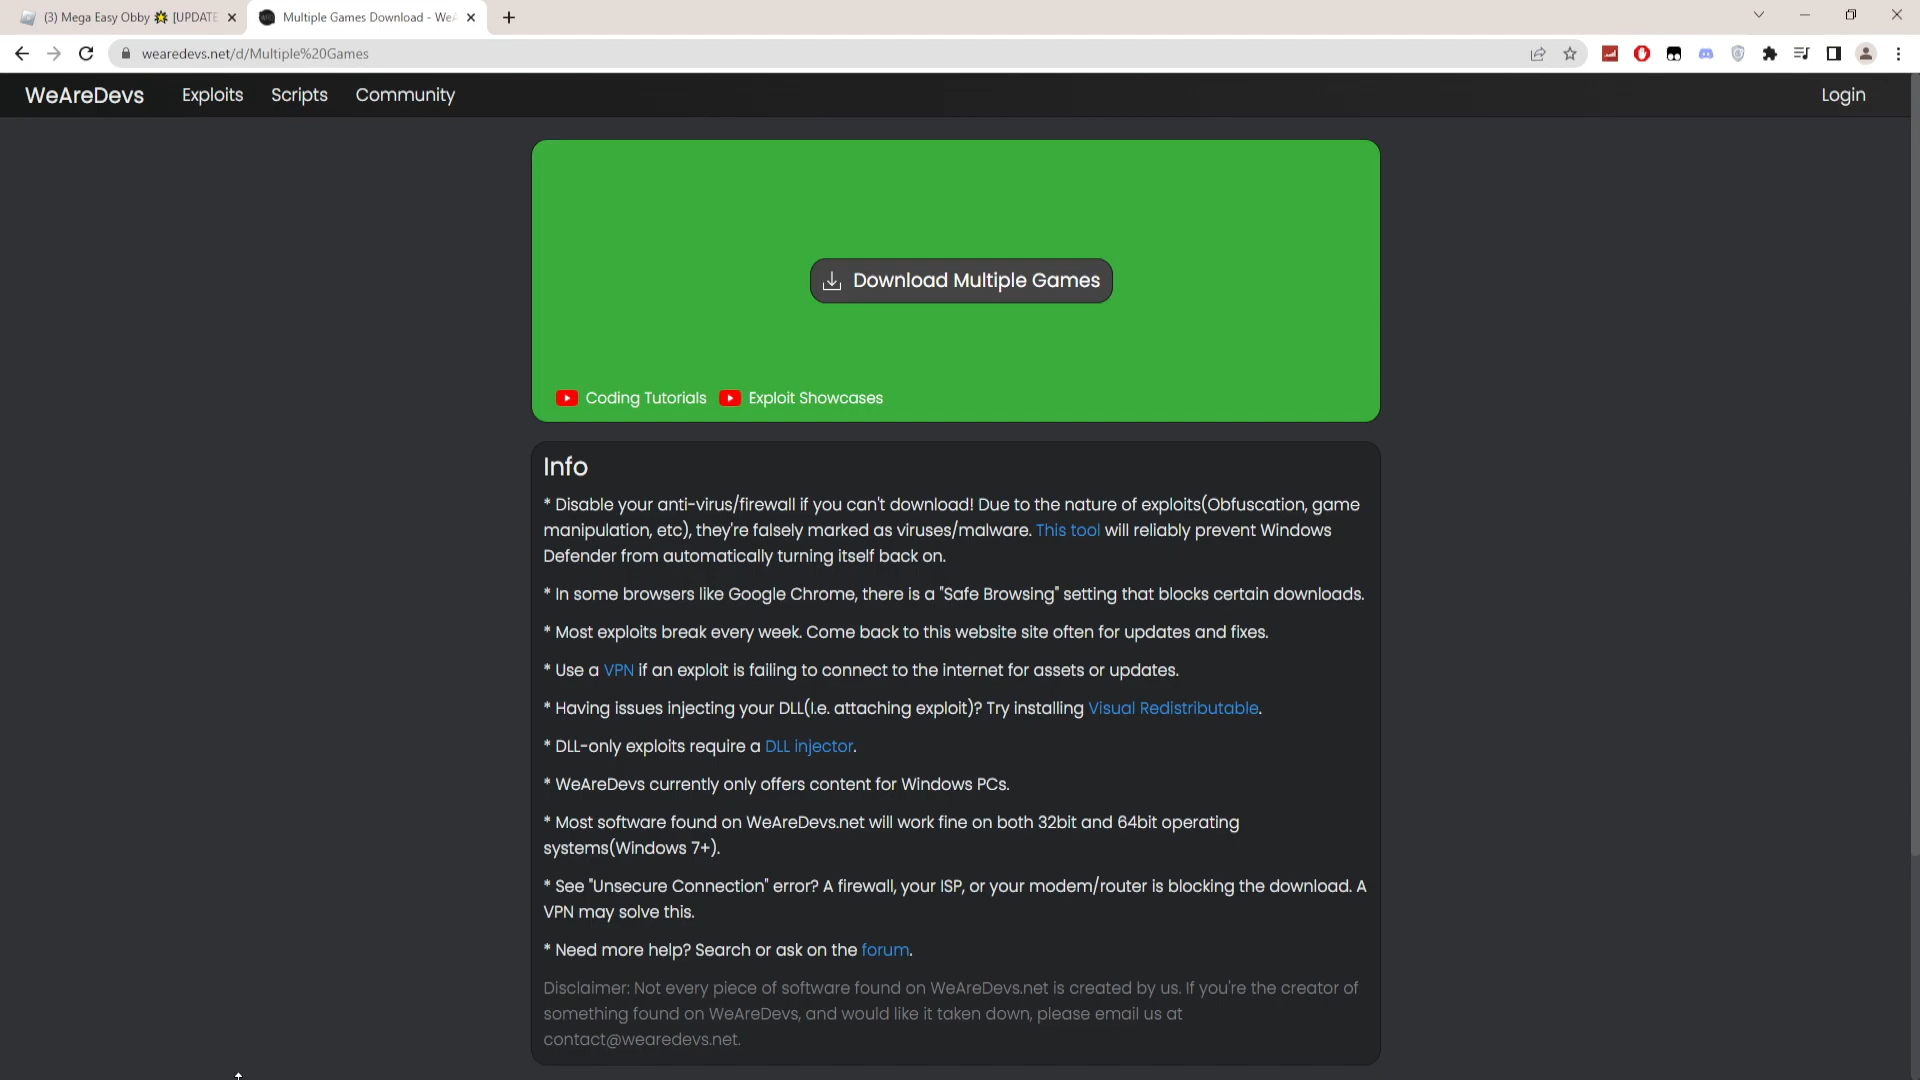 (3) Mega Easy Obby 🌟 [UPDATE
Multiple Games Download - WeA
wearedevs.net/d/Multiple%20Games
WeAreDevs Exploits Scripts Community Login
Download Multiple Games
Coding Tutorials Exploit Showcases
Info
* Disable your anti-virus/firewall if you can't download! Due to the nature of exploits(Obfuscation, game
manipulation, etc), they're falsely marked as viruses/malware. This tool will reliably prevent Windows
Defender from automatically turning itself back on.
* In some browsers like Google Chrome, there is a "Safe Browsing" setting that blocks certain downloads.
* Most exploits break every week. Come back to this website site often for updates and fixes.
* Use a VPN if an exploit is failing to connect to the internet for assets or updates.
* Having issues injecting your DLL(I.e. attaching exploit)? Try installing Visual Redistributable.
* DLL-only exploits require a DLL injector.
* WeAreDevs currently only offers content for Windows PCs.
* Most software found on WeAreDevs.net will work fine on both 32bit and 64bit operating
systems(Windows 7+).
* See "Unsecure Connection" error? A firewall, your ISP, or your modem/router is blocking the download. A
VPN may solve this.
* Need more help? Search or ask on the forum.
Disclaimer: Not every piece of software found on WeAreDevs.net is created by us. If you're the creator of
something found on WeAreDevs, and would like it taken down, please email us at
contact@wearedevs.net.